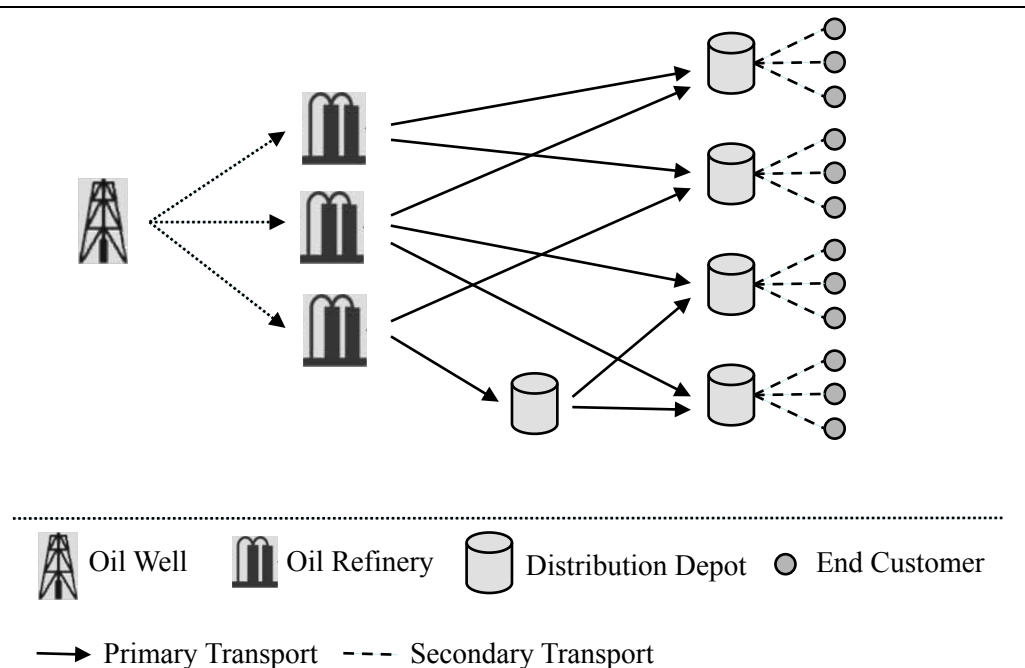 Oil Well Oil Refinery Distribution Depot End Customer
Primary Transport Secondary Transport